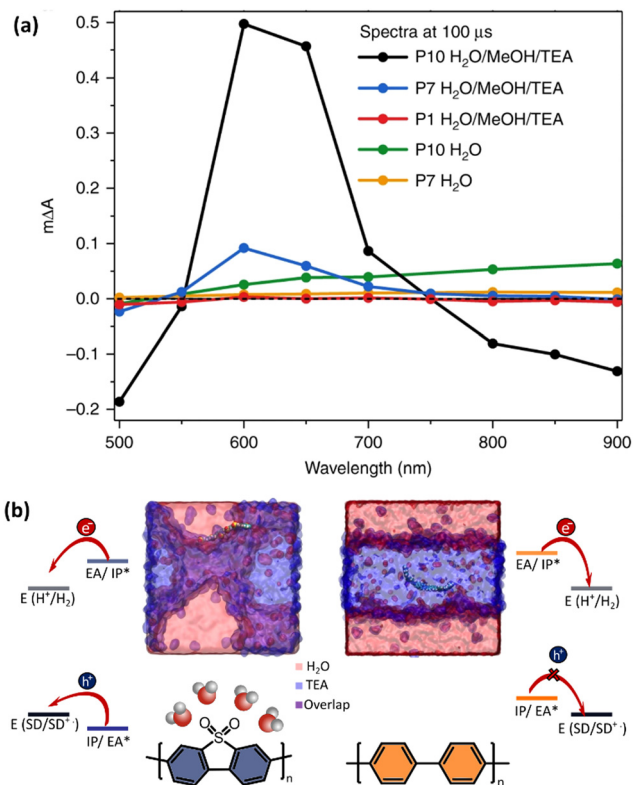 (a)
Spectra at 100 μs
P10 H₂O/MeOH/TEA
P7 H₂O/MeOH/TEA
P1 H₂O/MeOH/TEA
P10 H₂O
P7 H₂O
mΔA
0.5
0.4
0.3
0.2
0.1
0.0
−0.1
−0.2
500
600
700
800
900
Wavelength (nm)
(b)
e⁻
EA/ IP*
E (H⁺/H₂)
e⁻
EA/ IP*
E (H⁺/H₂)
H₂O
TEA
Overlap
h⁺
E (SD/SD⁺·)
IP/ EA*
h⁺
IP/ EA*
E (SD/SD⁺·)
O O
S
n
n